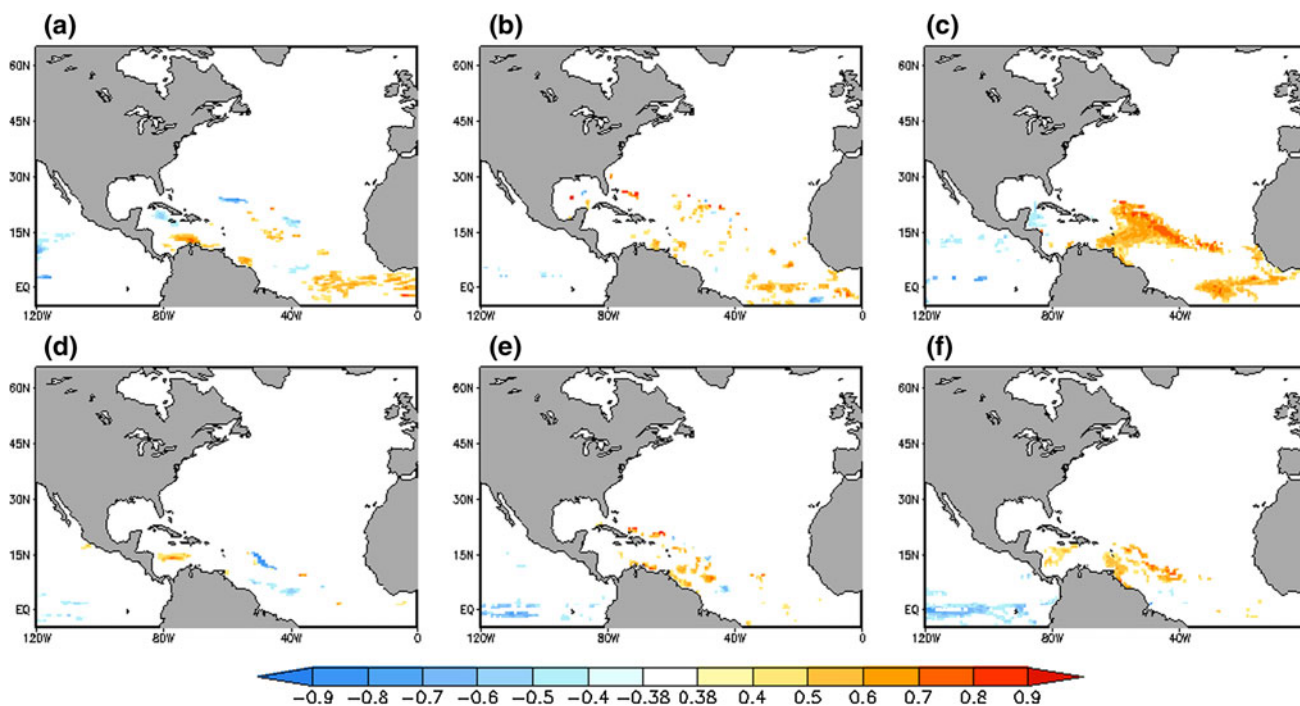 (a) (b) (c)
60N 60N 60N
45N 45N 45N
30N 30N 30N
15N 15N 15N
EQ EQ EQ
120W 80W 40W 0 120W 80W 40W 0 120W 80W 40W
(d) (e) (f)
60N 60N 60N
45N 45N 45N
30N 30N 30N
15N 15N 15N
EQ EQ EQ
120W 80W 40W 0 120W 80W 40W 0 120W 80W 40W
−0.9 −0.8 −0.7 −0.6 −0.5 −0.4 −0.38 0.38 0.4 0.5 0.6 0.7 0.8 0.9